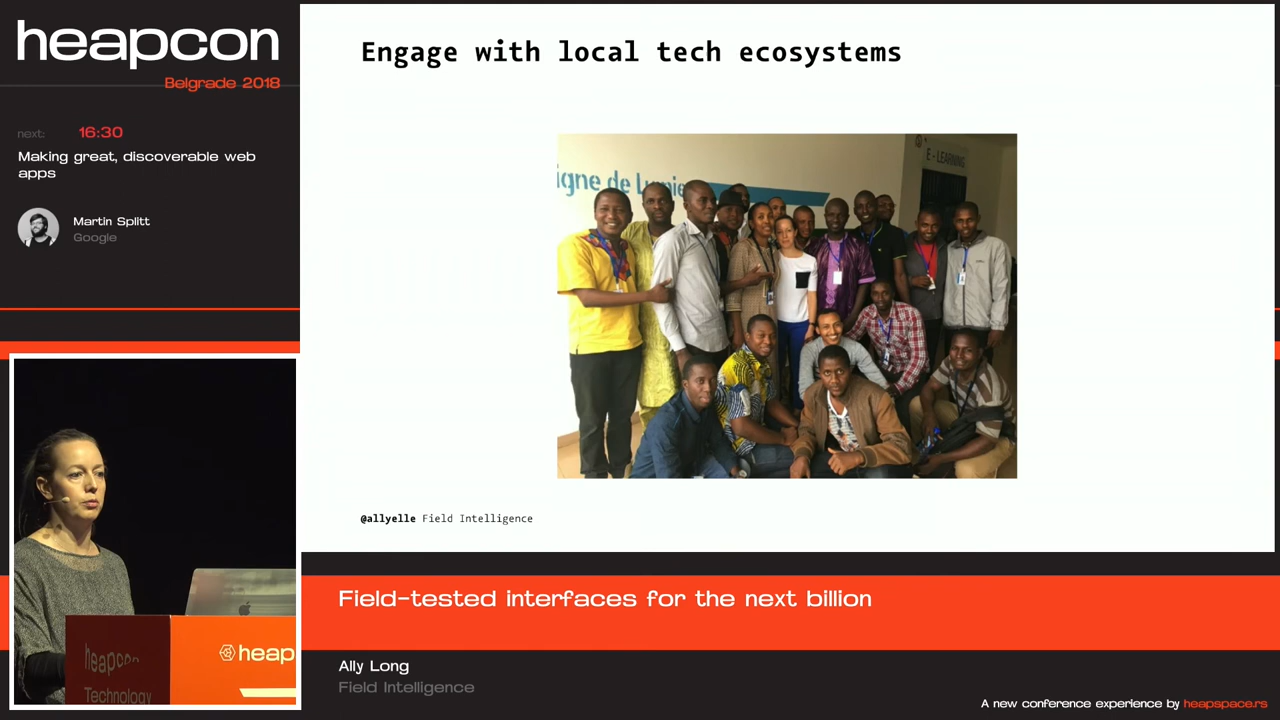 heapcon
Belgrade 2018
next: 16:30
Making great, discoverable web
apps
Martin Splitt
Google
Engage with local tech ecosystems
igne de Lumie
E - LEARNING
@allyelle Field Intelligence
heapcon
Technology
heap
Field-tested interfaces for the next billion
Ally Long
Field Intelligence
A new conference experience by heapspace.rs